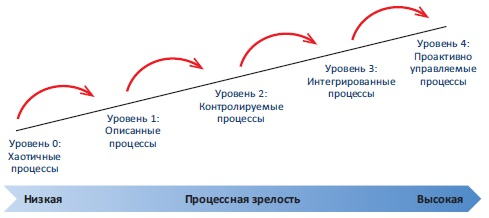 Уровень 0:
Хаотичные
процессы
Уровень 1:
Описанные
процессы
Уровень 2:
Контролируемые
процессы
Уровень 3:
Интегрированные
процессы
Уровень 4:
Проактивно
управляемые
процессы
Низкая Процессная зрелость Высокая